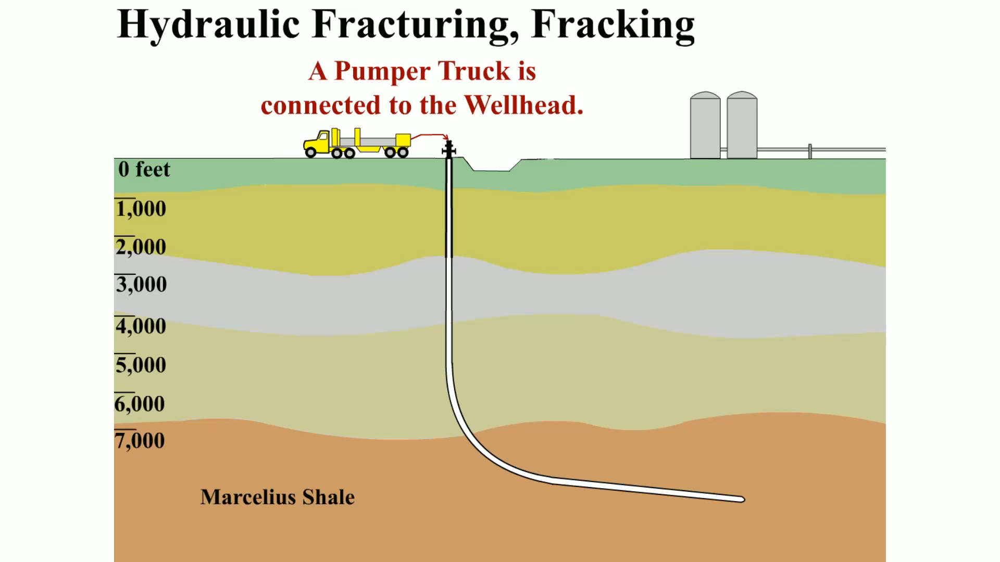 Hydraulic Fracturing, Fracking
A Pumper Truck is
connected to the Wellhead.
0 feet
1,000
2,000
3,000
4,000
5,000
6,000
7,000
Marcelius Shale